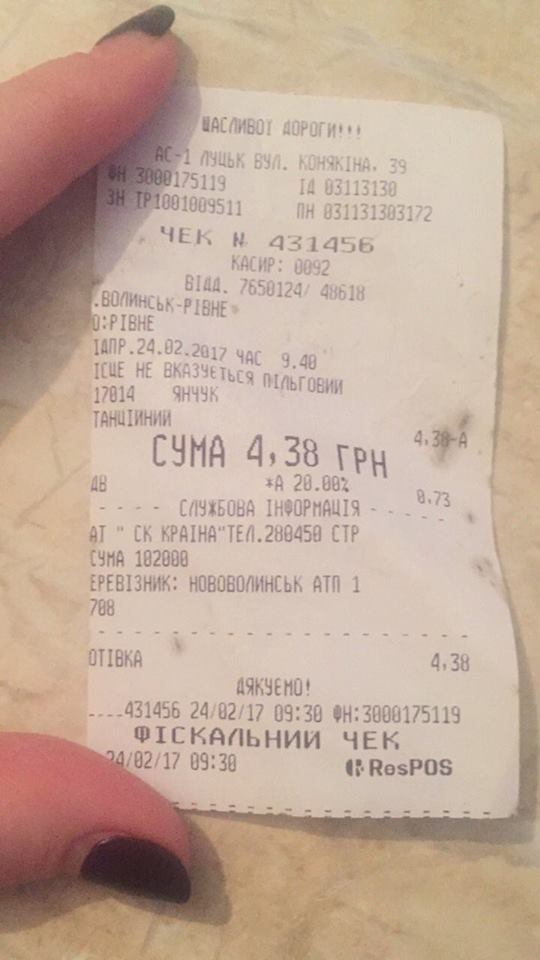 ЩАСЛИВОЇ ДОРОГИ!!!
АС-1 ЛУЦЬК ВУЛ. КОНЯКІНА, 39
ФН 3000175119 ІД 03113130
ЗН ІР1001009511 ПН 031131303172
ЧЕК № 431456
КАСИР: 0092
ВІДД. 7650124/ 48618
.ВОЛИНСЬК-РІВНЕ
О:РІВНЕ
ІДПР.24.02.2017 ЧАС 9.40
ІСЦЕ НЕ ВКАЗУЄТЬСЯ ПІЛЬГОВИЙ
17014 ЯНЧУК
ТАНЦІЙНИЙ
4,38-А
СУМА 4,38 ГРН
ДВ *А 20.00% 0.73
- - - - СЛУЖБОВА ІНФОРМАЦІЯ - - - - -
АТ " СК КРАЇНА"ТЕЛ.280450 СТР
СУМА 102000
ЕРЕВІЗНИК: НОВОВОЛИНСЬК АТП 1
708
ОТІВКА 4,38
ДЯКУЄМО!
....431456 24/02/17 09:30 ФН:3000175119
ФІСКАЛЬНИЙ ЧЕК
24/02/17 09:30 ResPOS